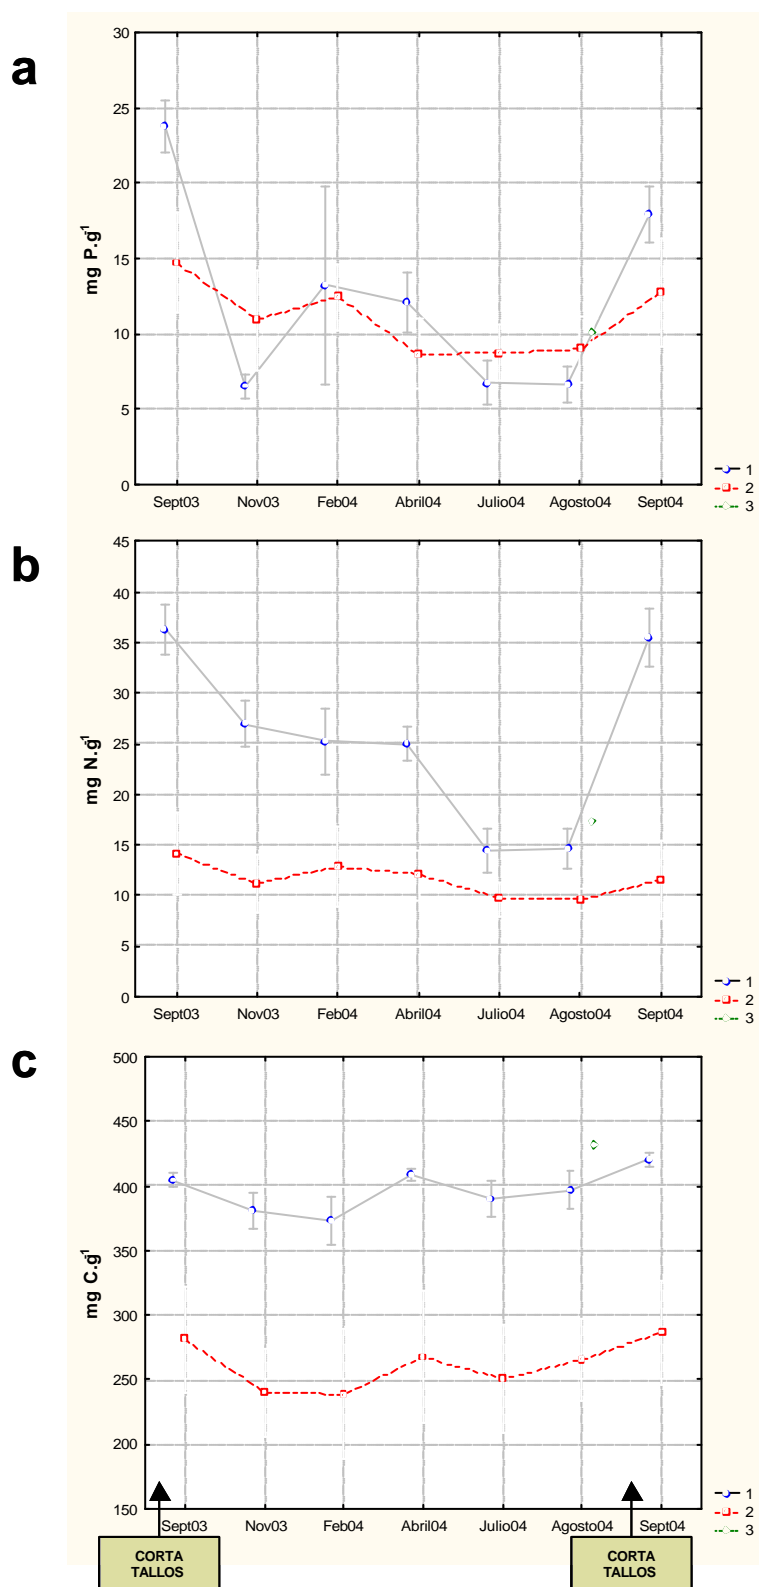 a
30
25
20
15
10
5
0
mg P.g-1
Sept03 Nov03 Feb04 Abril04 Julio04 Agosto04 Sept04
1
2
3
b
45
40
35
30
25
20
15
10
5
0
mg N.g-1
Sept03 Nov03 Feb04 Abril04 Julio04 Agosto04 Sept04
1
2
3
c
500
450
400
350
300
250
200
150
mg C.g-1
Sept03 Nov03 Feb04 Abril04 Julio04 Agosto04 Sept04
1
2
3
CORTA
TALLOS
CORTA
TALLOS